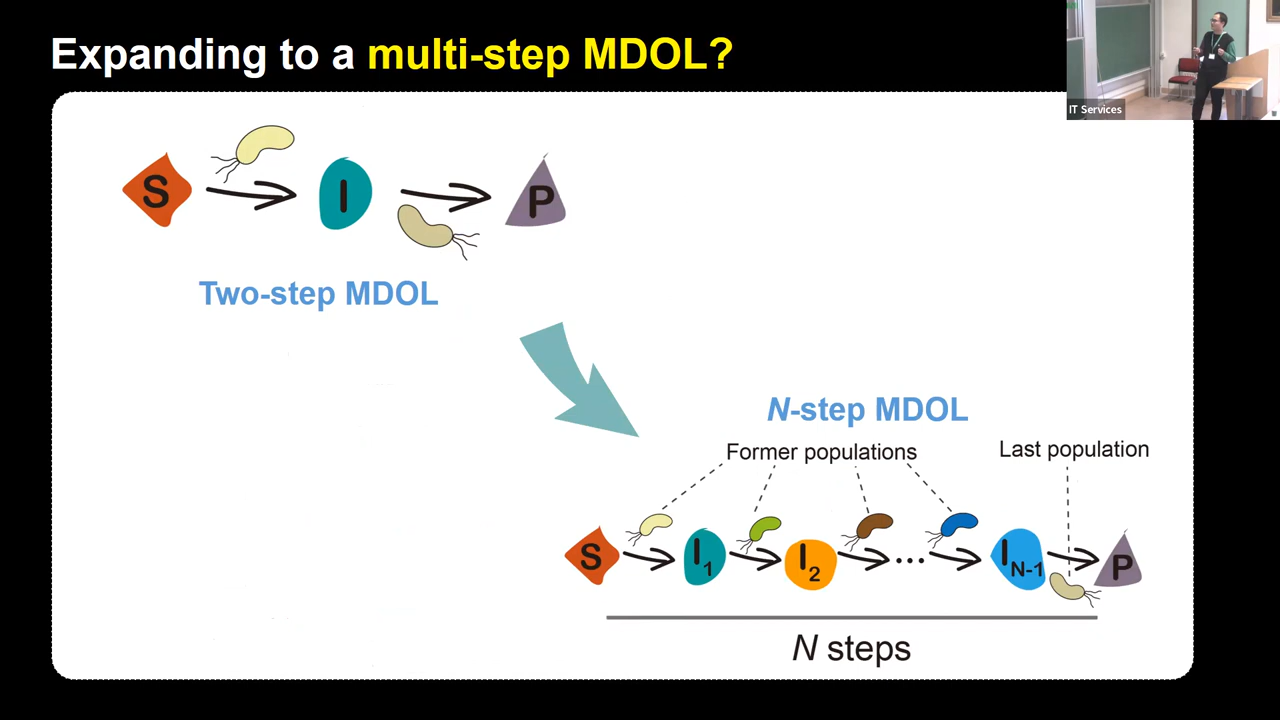 Expanding to a multi-step MDOL?
IT Services
S I P
Two-step MDOL
N-step MDOL
Former populations
Last population
S I1 I2 ... IN-1 P
N steps